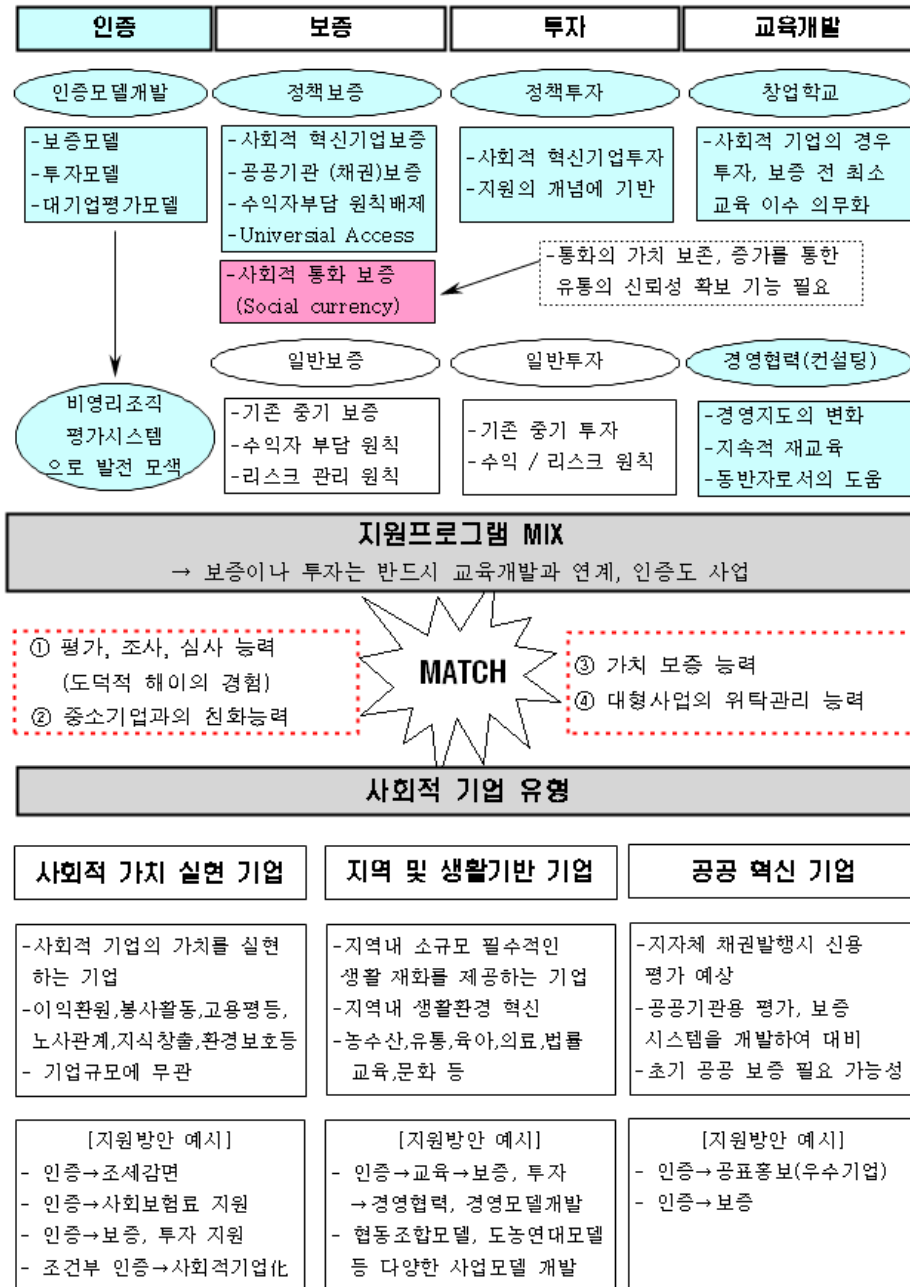 인증
보증
투자
교육개발
인증모델개발
정책보증
정책투자
창업학교
-보증모델
-투자모델
-대기업평가모델
-사회적 혁신기업보증
-공공기관 (채권)보증
-수익자부담 원칙배제
-Universial Access
-사회적 혁신기업투자
-지원의 개념에 기반
-사회적 기업의 경우
투자, 보증 전 최소
교육 이수 의무화
-사회적 통화 보증
(Social currency)
-통화의 가치 보존, 증가를 통한
유통의 신뢰성 확보 기능 필요
일반보증
일반투자
경영협력(컨설팅)
비영리조직
평가시스템
으로 발전 모색
-기존 중기 보증
-수익자 부담 원칙
-리스크 관리 원칙
-기존 중기 투자
-수익 / 리스크 원칙
-경영지도의 변화
-지속적 재교육
-동반자로서의 도움
지원프로그램 MIX
→ 보증이나 투자는 반드시 교육개발과 연계, 인증도 사업
① 평가, 조사, 심사 능력
(도덕적 해이의 경험)
② 중소기업과의 친화능력
MATCH
③ 가치 보증 능력
④ 대형사업의 위탁관리 능력
사회적 기업 유형
사회적 가치 실현 기업
지역 및 생활기반 기업
공공 혁신 기업
-사회적 기업의 가치를 실현
하는 기업
-이익환원,봉사활동,고용평등,
노사관계,지식창출,환경보호등
- 기업규모에 무관
-지역내 소규모 필수적인
생활 재화를 제공하는 기업
-지역내 생활환경 혁신
-농수산,유통,육아,의료,법률
교육,문화 등
-지자체 채권발행시 신용
평가 예상
-공공기관용 평가, 보증
시스템을 개발하여 대비
-초기 공공 보증 필요 가능성
[지원방안 예시]
- 인증→조세감면
- 인증→사회보험료 지원
- 인증→보증, 투자 지원
- 조건부 인증→사회적기업化
[지원방안 예시]
- 인증→교육→보증, 투자
→경영협력, 경영모델개발
- 협동조합모델, 도농연대모델
등 다양한 사업모델 개발
[지원방안 예시]
- 인증→공표홍보(우수기업)
- 인증→보증